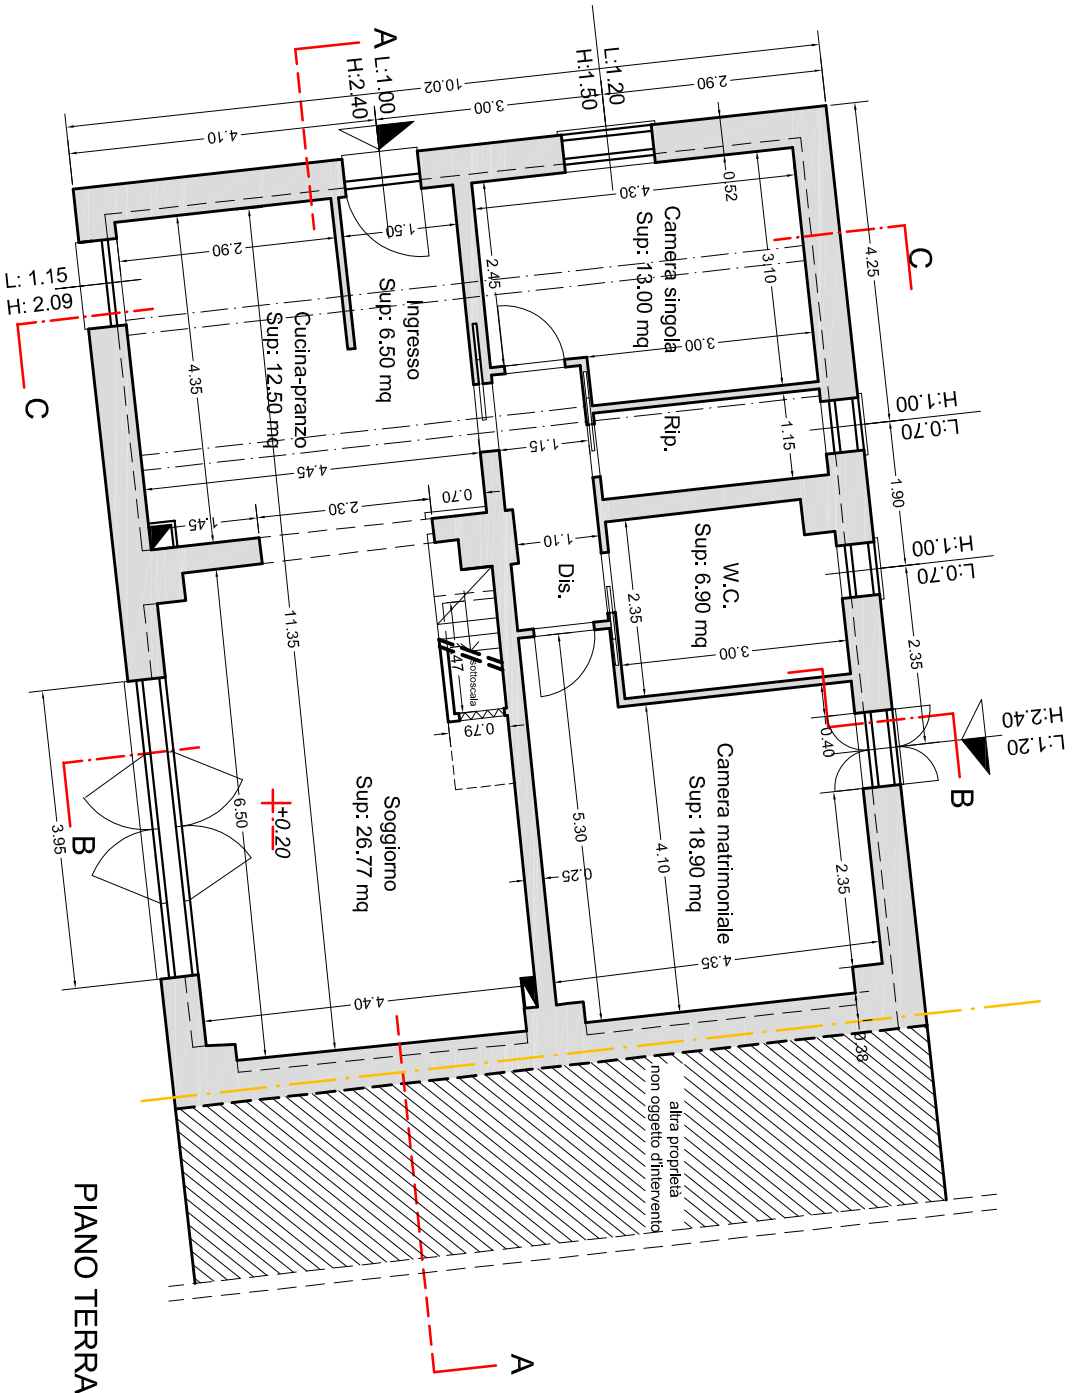 A
L:1.00
H:2.40
L:1.20
H:1.50
10.02
2.90
3.00
4.10
0.52
4.30
3.10
Camera singola
Sup: 13.00 mq
2.45
3.00
C
4.25
1.50
2.90
Ingresso
Sup: 6.50 mq
Cucina-pranzo
Sup: 12.50 mq
4.35
L: 1.15
H: 2.09
C
4.45
1.15
Rip.
1.15
H:1.00
L:0.70
1.90
H:1.00
L:0.70
2.35
1.45
2.30
0.70
1.10
Dis.
W.C.
Sup: 6.90 mq
2.35
3.00
11.35
sottoscala
0.79
H:2.40
L:1.20
B
0.40
B
3.95
6.50
+0.20
Soggiorno
Sup: 26.77 mq
5.30
4.10
0.25
Camera matrimoniale
Sup: 18.90 mq
2.35
4.35
4.40
0.38
altra proprietà
non oggetto d'intervento
A
PIANO TERRA